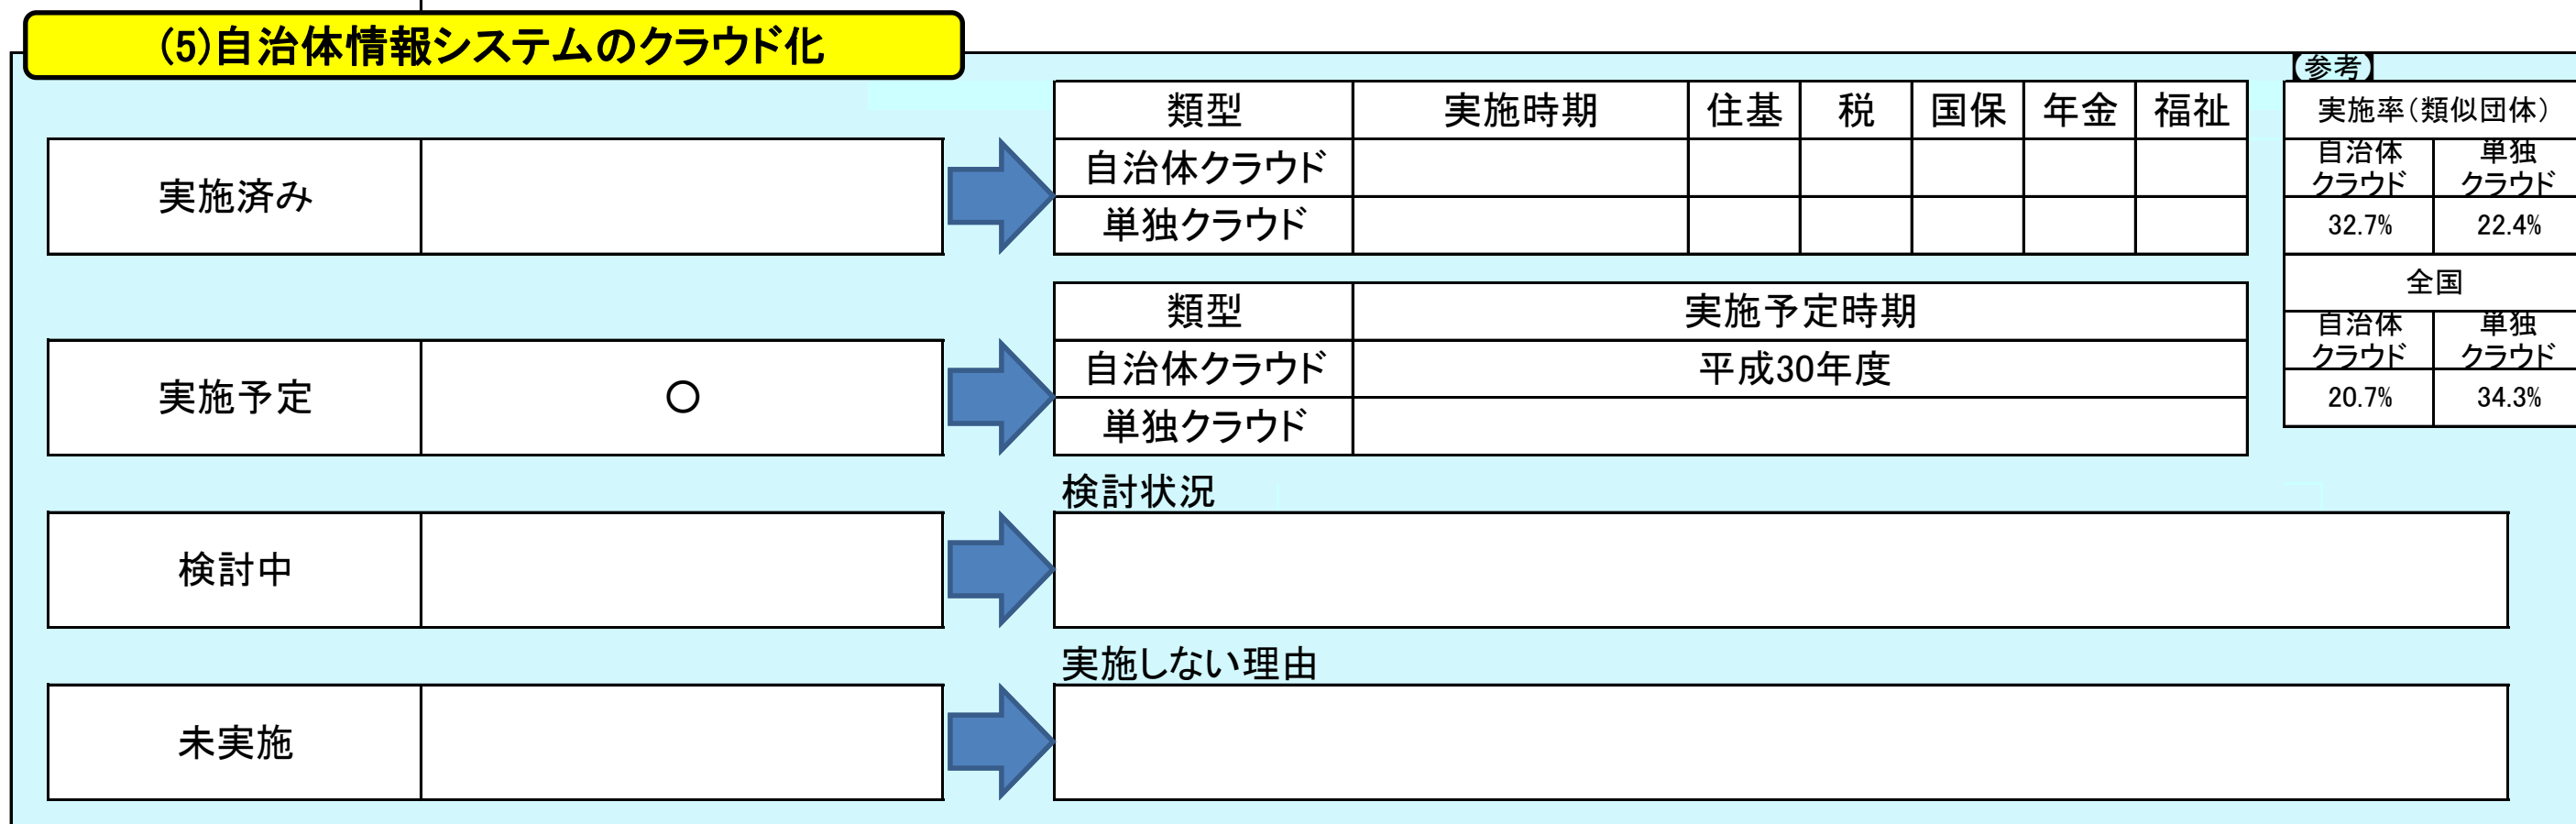 (5)自治体情報システムのクラウド化
【参考】
類型 実施時期 住基 税 国保 年金 福祉
実施済み
自治体クラウド
単独クラウド
実施率(類似団体)
自治体 単独
クラウド クラウド
32.7% 22.4%
全国
自治体 単独
クラウド クラウド
20.7% 34.3%
類型 実施予定時期
実施予定 ○
自治体クラウド 平成30年度
単独クラウド
検討状況
検討中
実施しない理由
未実施